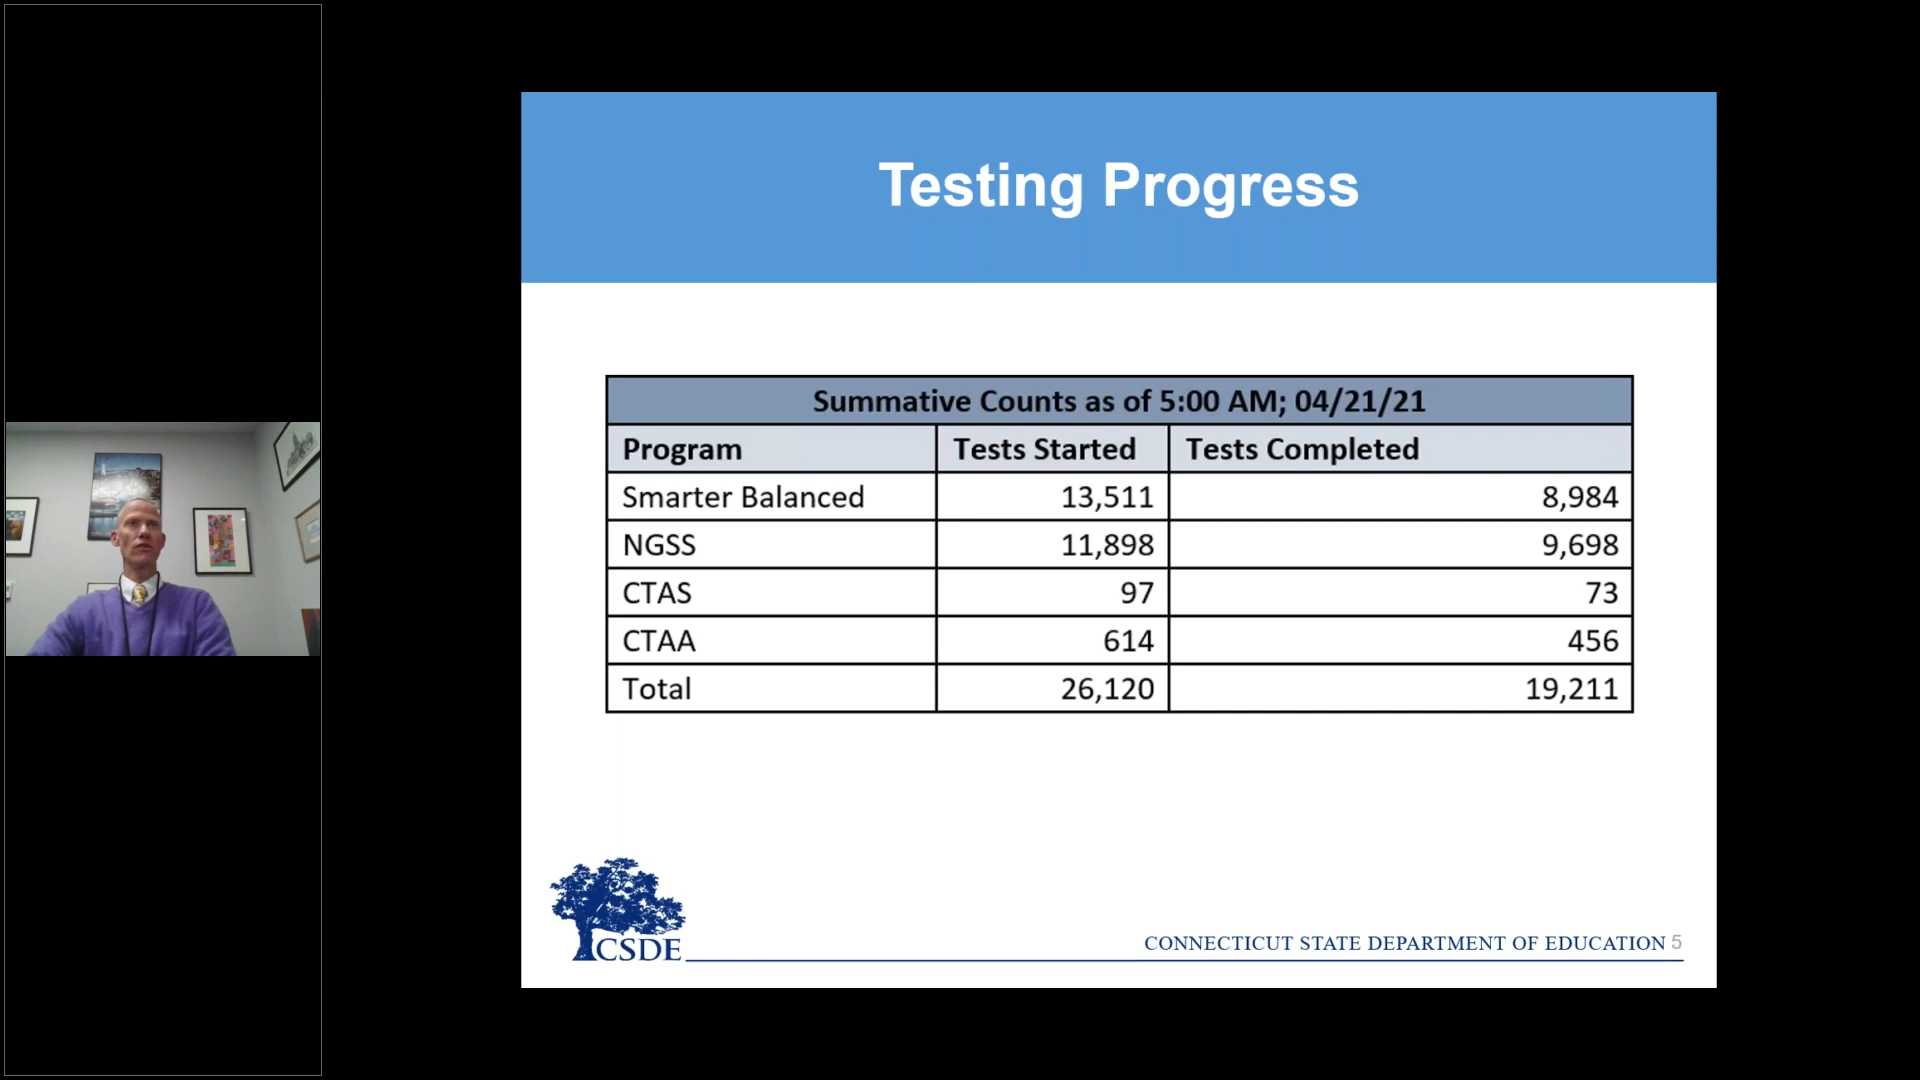 Testing Progress
Summative Counts as of 5:00 AM; 04/21/21
Program Tests Started Tests Completed
Smarter Balanced 13,511 8,984
NGSS 11,898 9,698
CTAS 97 73
CTAA 614 456
Total 26,120 19,211
CSDE
CONNECTICUT STATE DEPARTMENT OF EDUCATION 5